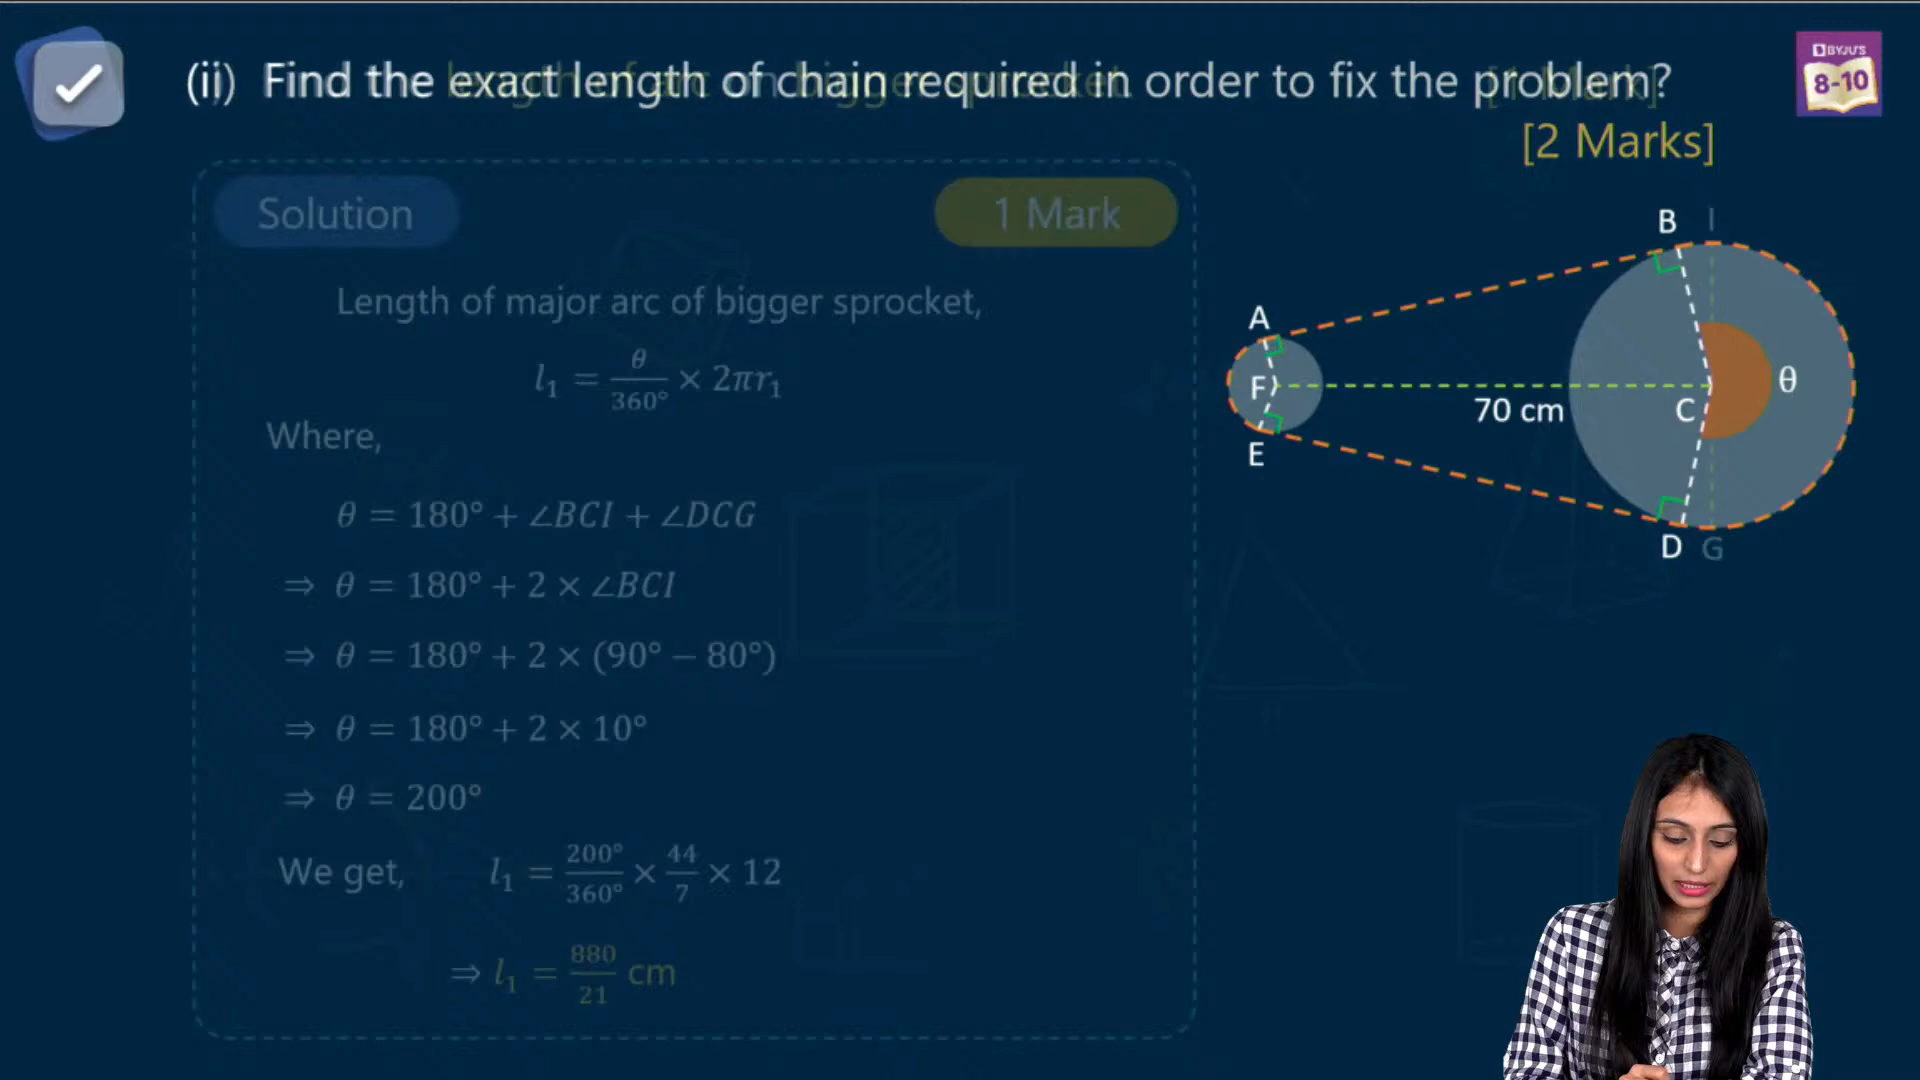 (ii) Find the exact length of chain required in order to fix the problem?
[2 Marks]
BYJU'S
8-10
Solution
1 Mark
Length of major arc of bigger sprocket,
l₁ = θ/360° × 2πr₁
Where,
θ = 180° + ∠BCI + ∠DCG
⇒ θ = 180° + 2 × ∠BCI
⇒ θ = 180° + 2 × (90° − 80°)
⇒ θ = 180° + 2 × 10°
⇒ θ = 200°
We get, l₁ = 200°/360° × 44/7 × 12
⇒ l₁ = 880/21 cm
B I
A
F
θ
70 cm
C
E
D G